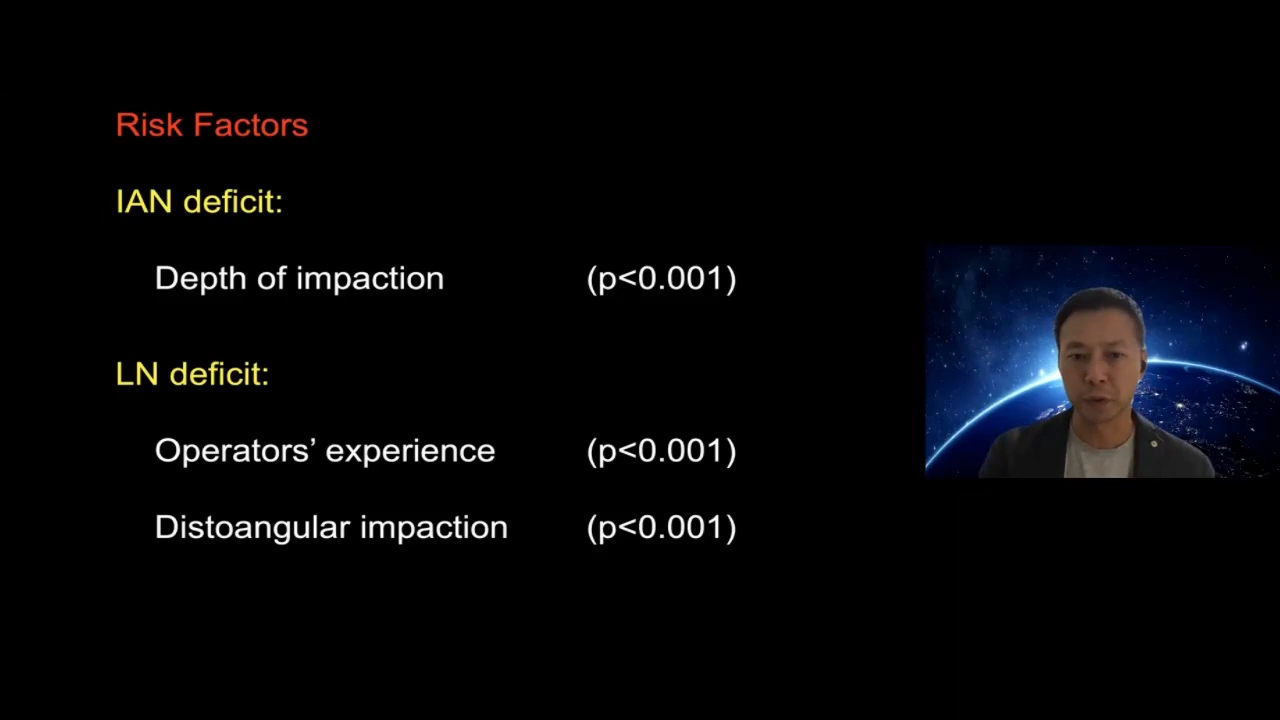 Risk Factors
IAN deficit:
Depth of impaction (p<0.001)
LN deficit:
Operators’ experience (p<0.001)
Distoangular impaction (p<0.001)